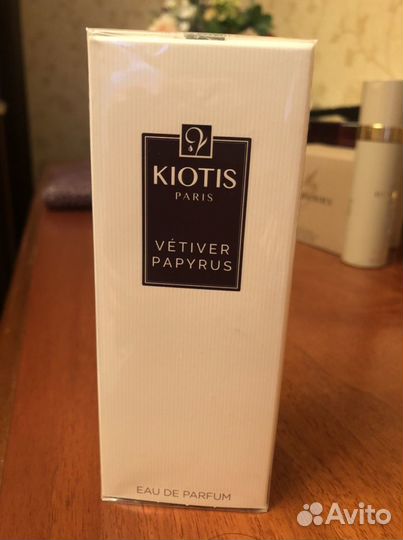 KIOTIS
PARIS
VÉTIVER
PAPYRUS
EAU DE PARFUM
Avito